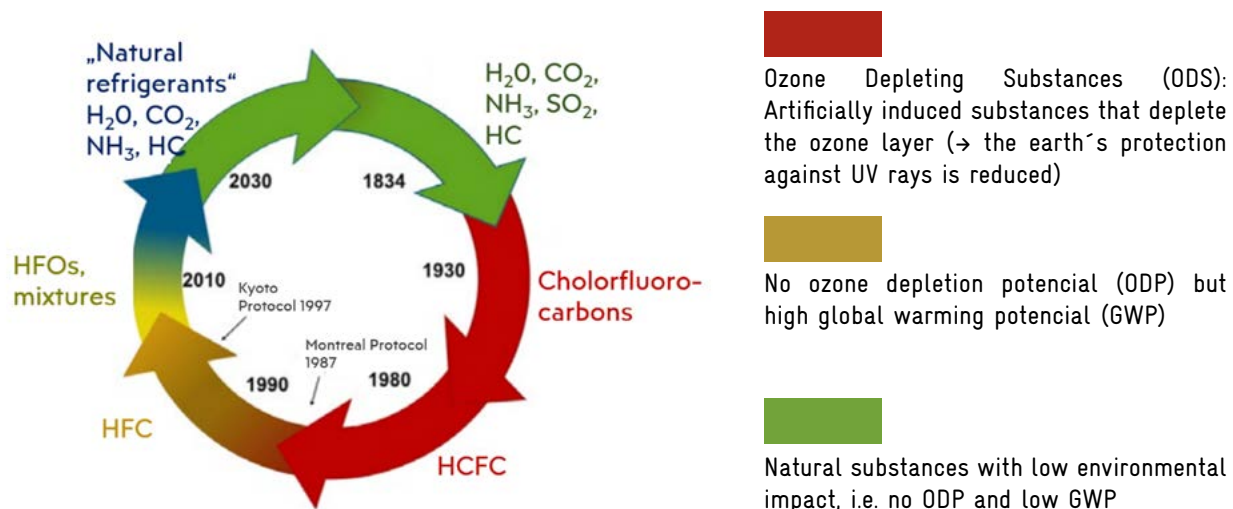 „Natural
refrigerants“
H₂0, CO₂,
NH₃, HC
H₂0, CO₂,
NH₃, SO₂,
HC
2030
1834
HFOs,
mixtures
2010
1930
Cholorfluoro-
carbons
Kyoto
Protocol 1997
Montreal Protocol
1987
1990
1980
HFC
HCFC
Ozone Depleting Substances (ODS):
Artificially induced substances that deplete
the ozone layer (→ the earth´s protection
against UV rays is reduced)
No ozone depletion potencial (ODP) but
high global warming potencial (GWP)
Natural substances with low environmental
impact, i.e. no ODP and low GWP